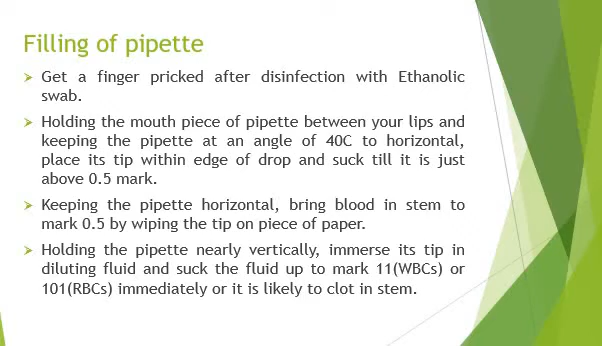 Filling of pipette
Get a finger pricked after disinfection with Ethanolic
swab.
Holding the mouth piece of pipette between your lips and
keeping the pipette at an angle of 40C to horizontal,
place its tip within edge of drop and suck till it is just
above 0.5 mark.
Keeping the pipette horizontal, bring blood in stem to
mark 0.5 by wiping the tip on piece of paper.
Holding the pipette nearly vertically, immerse its tip in
diluting fluid and suck the fluid up to mark 11(WBCs) or
101(RBCs) immediately or it is likely to clot in stem.